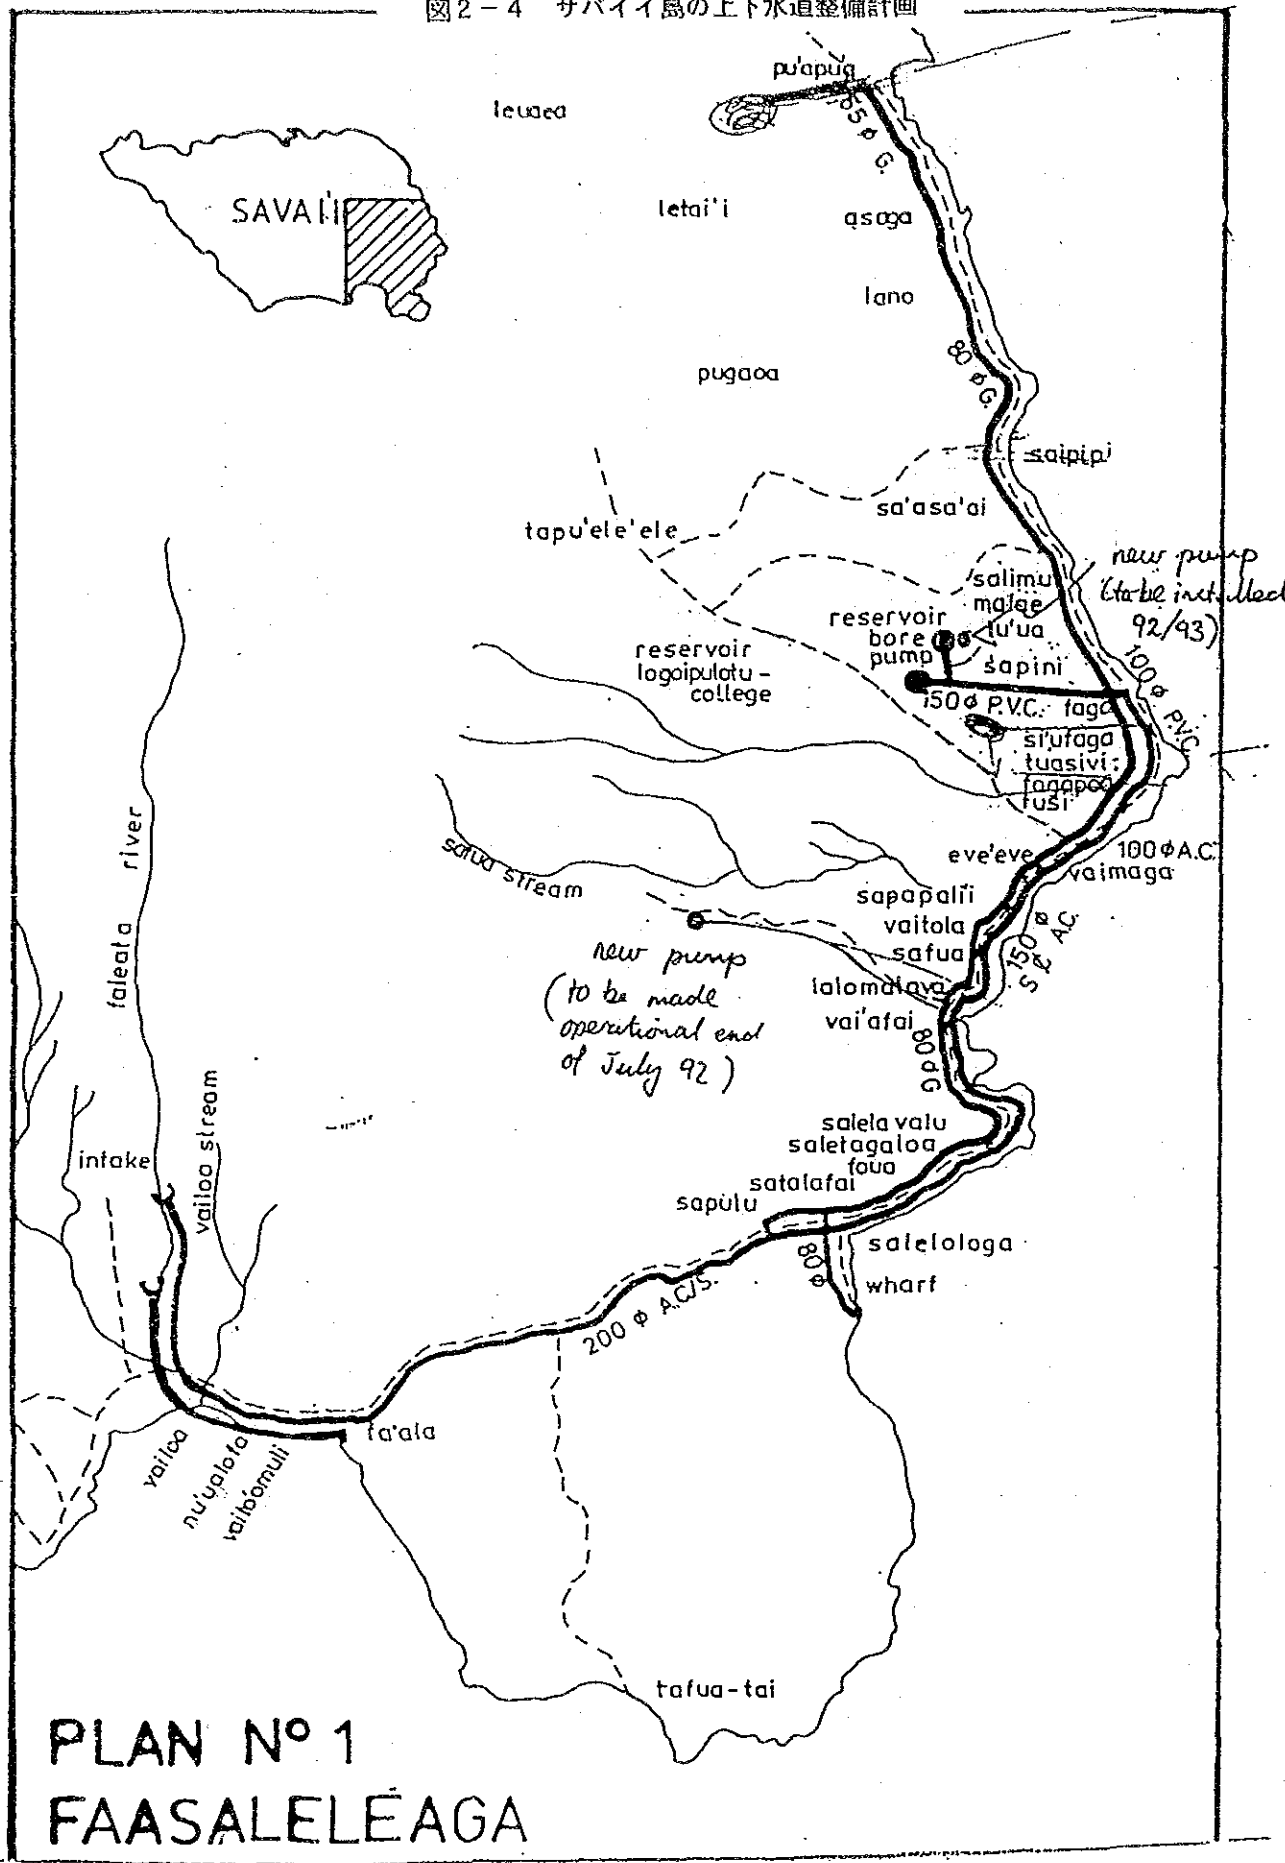 図2-4 サバイイ島の上下水道整備計画
pu'apu'a
leuaea
65 ø G.
SAVAI'I
letai'i
asaga
lano
80 ø G.
pugaoa
saipipi
sa'asa'ai
tapu'ele'ele
new pump
(to be installed
92/93)
salimu
malae
lu'ua
reservoir
bore
pump
sapini
reservoir
logoipulotu-
college
100 ø P.V.C.
150 ø P.V.C.
faga
si'ufaga
tuasivi:
fagapoa
fusi
faleata river
safua stream
eve'eve
100 ø A.C.
vaimaga
sapapali'i
vaitola
safua
150 ø
S & A.C.
lalomalava
vai'afai
new pump
(to be made
operational end
of July 92)
80 ø G
vailoa stream
intake
salelavalu
saletagaloa
foua
satalafai
sapulu
salelologa
80 ø
wharf
200 ø A.C./S.
fa'ala
vailoa
nu'ualofa
vaito'omuli
tafua-tai
PLAN Nº 1
FAASALELEAGA